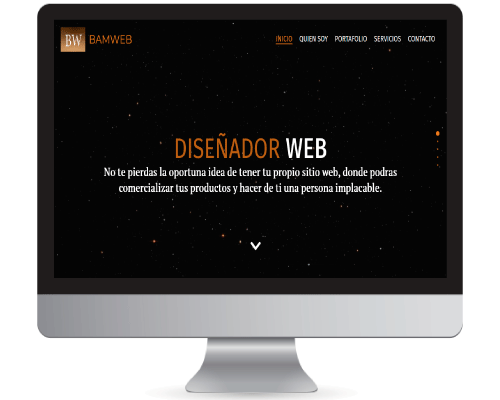 BW BAMWEB
INICIO QUIEN SOY PORTAFOLIO SERVICIOS CONTACTO
DISEÑADOR WEB
No te pierdas la oportuna idea de tener tu propio sitio web, donde podras
comercializar tus productos y hacer de ti una persona implacable.